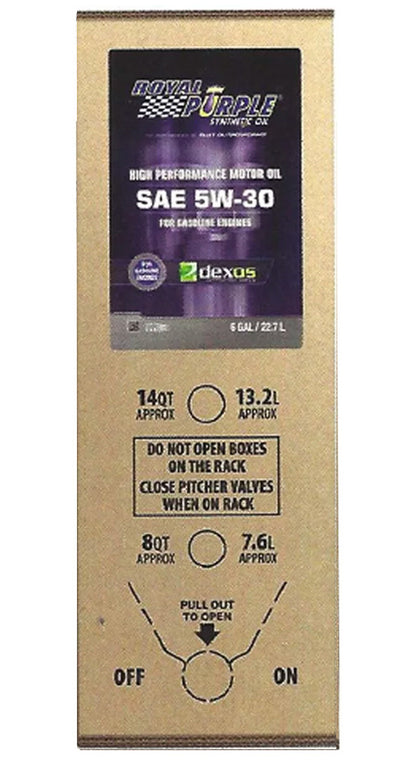 ROYAL
PURPLE
SYNTHETIC OIL
HIGH PERFORMANCE MOTOR OIL
SAE 5W-30
FOR GASOLINE ENGINES
dexos
6 GAL / 22.7 L
14QT APPROX 13.2L APPROX
DO NOT OPEN BOXES
ON THE RACK
CLOSE PITCHER VALVES
WHEN ON RACK
8QT APPROX 7.6L APPROX
PULL OUT
TO OPEN
OFF ON